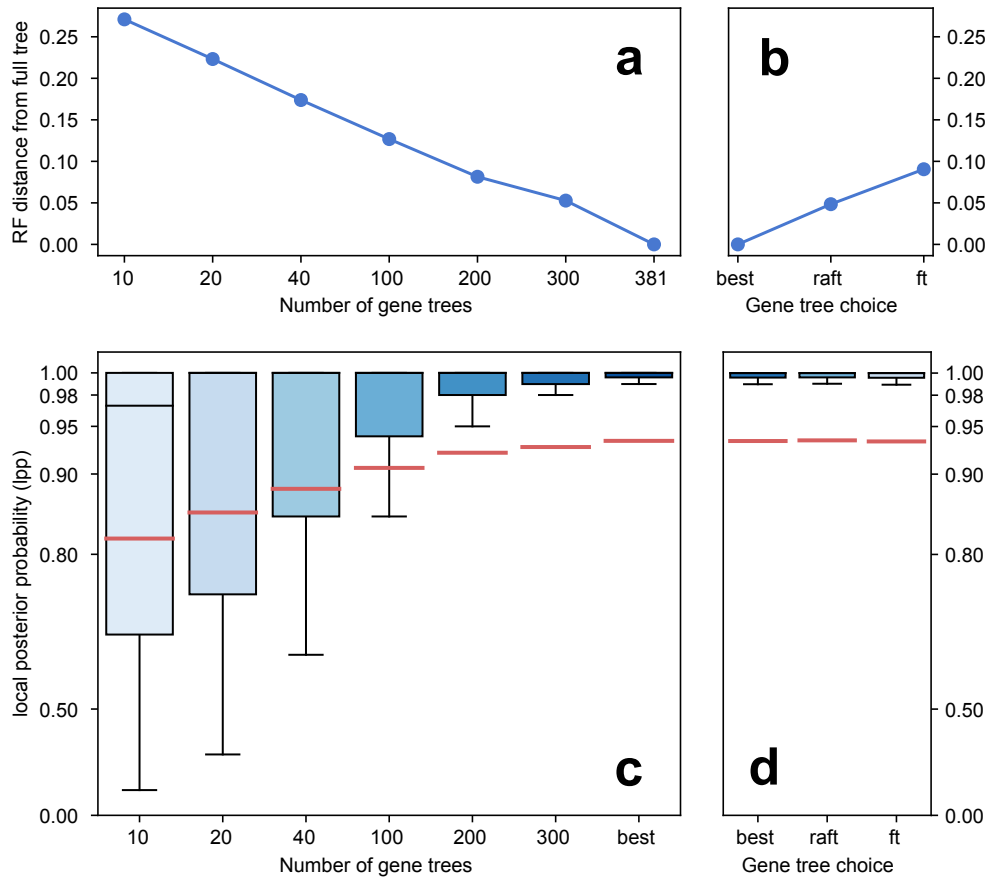 RF distance from full tree
0.25
0.20
0.15
0.10
0.05
0.00
a
10 20 40 100 200 300 381
Number of gene trees
b
0.25
0.20
0.15
0.10
0.05
0.00
best raft ft
Gene tree choice
local posterior probability (lpp)
1.00
0.98
0.95
0.90
0.80
0.50
0.00
c
10 20 40 100 200 300 best
Number of gene trees
d
1.00
0.98
0.95
0.90
0.80
0.50
0.00
best raft ft
Gene tree choice